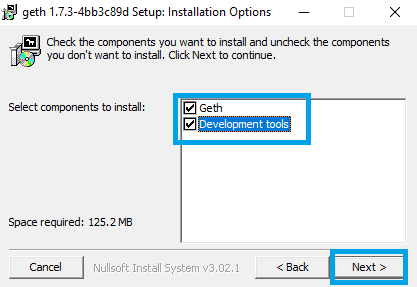 geth 1.7.3-4bb3c89d Setup: Installation Options
Check the components you want to install and uncheck the components
you don't want to install. Click Next to continue.
Select components to install:
Geth
Development tools
Space required: 125.2 MB
Cancel
Nullsoft Install System v3.02.1
< Back
Next >